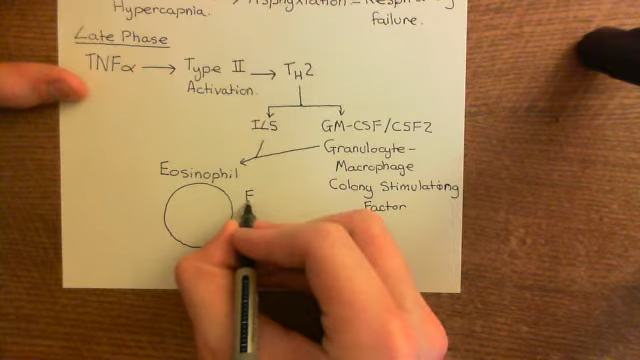 Hypercapnia. Asphyxiation = Respiratory
failure.
Late Phase
TNFα → Type II → TH2
Activation.
IL5 GM-CSF/CSF2
Granulocyte-
Macrophage
Colony Stimulating
Factor
Eosinophil
E